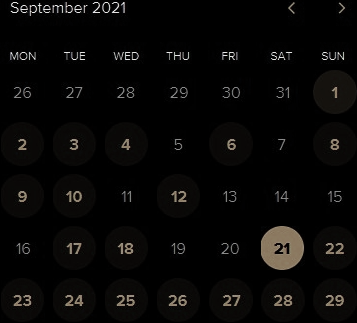 September 2021
MON TUE WED THU FRI SAT SUN
26 27 28 29 30 31 1
2 3 4 5 6 7 8
9 10 11 12 13 14 15
16 17 18 19 20 21 22
23 24 25 26 27 28 29